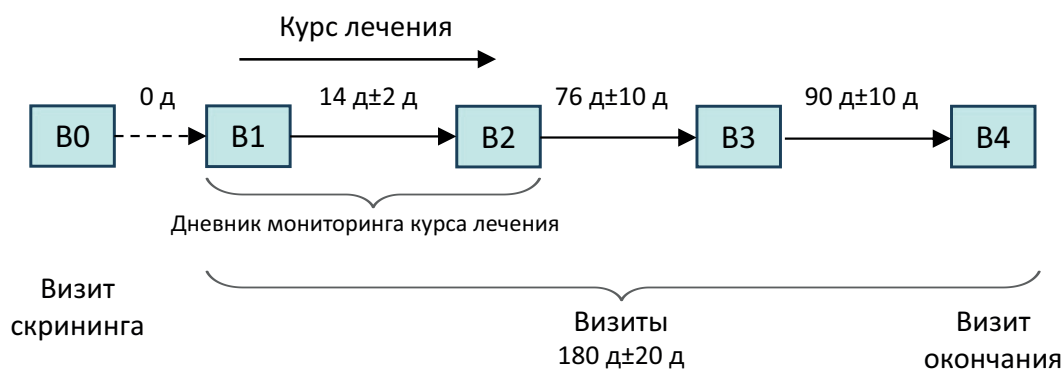 Курс лечения
0 д
14 д±2 д
76 д±10 д
90 д±10 д
В0
В1
В2
В3
В4
Дневник мониторинга курса лечения
Визит
скрининга
Визиты
180 д±20 д
Визит
окончания